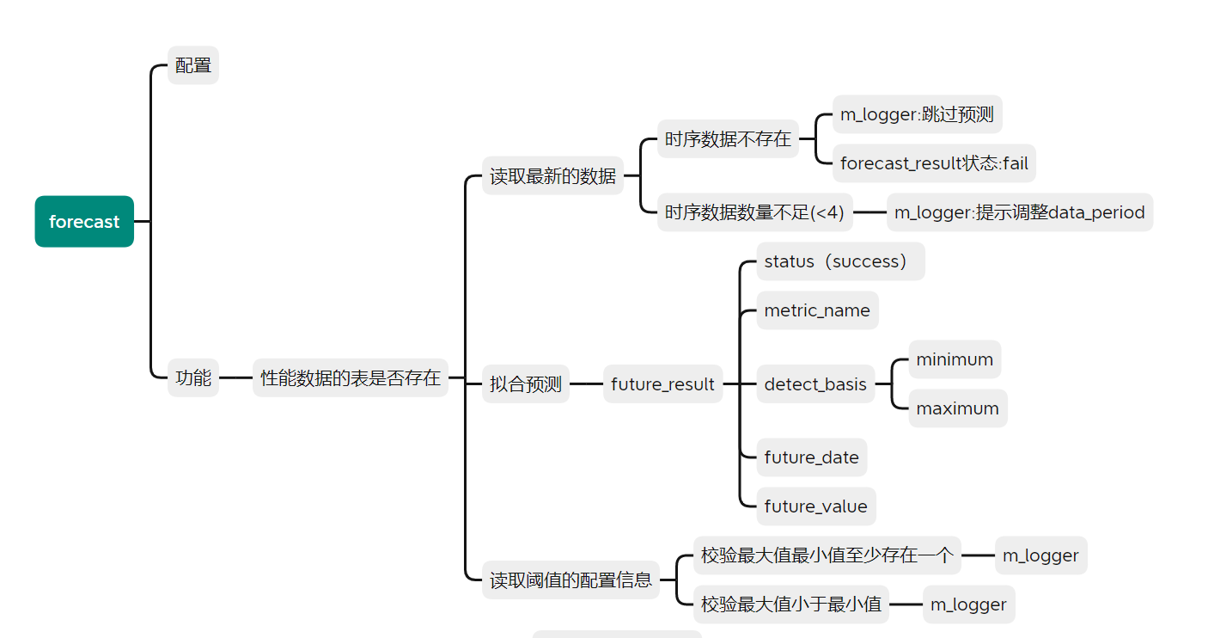 forecast
配置
功能
性能数据的表是否存在
读取最新的数据
时序数据不存在
m_logger:跳过预测
forecast_result状态:fail
时序数据数量不足(<4)
m_logger:提示调整data_period
拟合预测
future_result
status（success）
metric_name
detect_basis
minimum
maximum
future_date
future_value
读取阈值的配置信息
校验最大值最小值至少存在一个
m_logger
校验最大值小于最小值
m_logger